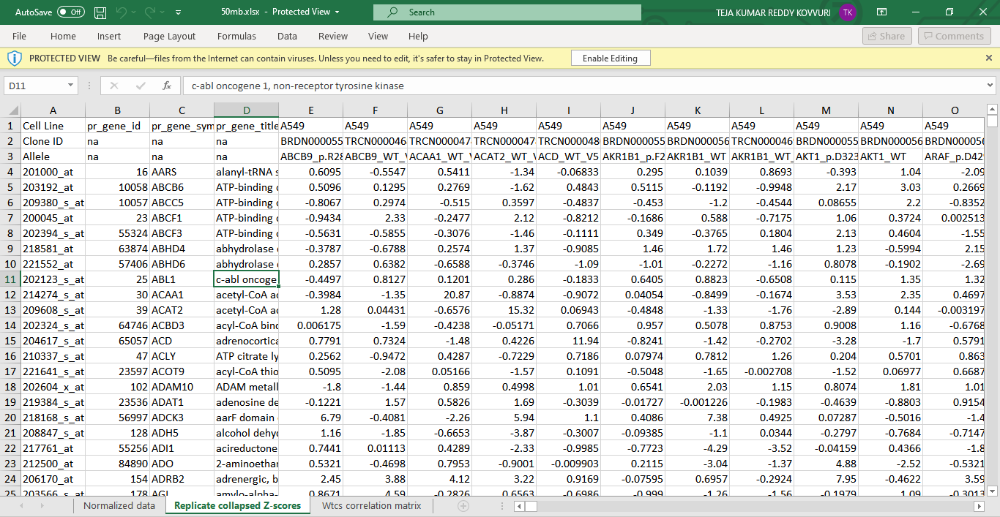 AutoSave Off 50mb.xlsx - Protected View Search TEJA KUMAR REDDY KOVVURI TK
File Home Insert Page Layout Formulas Data Review View Help Share Comments
PROTECTED VIEW Be careful—files from the Internet can contain viruses. Unless you need to edit, it's safer to stay in Protected View. Enable Editing
D11 fx c-abl oncogene 1, non-receptor tyrosine kinase
A B C D E F G H I J K L M N O
1 Cell Line pr_gene_id pr_gene_sym pr_gene_title A549 A549 A549 A549 A549 A549 A549 A549 A549 A549 A549
2 Clone ID na na na BRDN000055 TRCN000046 TRCN000047 TRCN000047 TRCN000048 BRDN000055 BRDN000056 TRCN000046 BRDN000055 BRDN000056 BRDN000056
3 Allele na na na ABCB9_p.R28 ABCB9_WT_V ACAA1_WT_V ACAT2_WT_V ACD_WT_V5 AKR1B1_p.F2 AKR1B1_WT AKR1B1_WT_ AKT1_p.D323 AKT1_WT ARAF_p.D429
4 201000_at 16 AARS alanyl-tRNA s 0.6095 -0.5547 0.5411 -1.34 -0.06833 0.295 0.1039 0.8693 -0.393 1.04 -2.09
5 203192_at 10058 ABCB6 ATP-binding c 0.5096 0.1295 0.2769 -1.62 0.4843 0.5115 -0.1192 -0.9948 2.17 3.03 0.2669
6 209380_s_at 10057 ABCC5 ATP-binding c -0.8067 0.2974 -0.515 0.3597 -0.4837 -0.453 -1.2 -0.4544 0.08655 2.2 -0.8352
7 200045_at 23 ABCF1 ATP-binding c -0.9434 2.33 -0.2477 2.12 -0.8212 -0.1686 0.588 -0.7175 1.06 0.3724 0.002513
8 202394_s_at 55324 ABCF3 ATP-binding c -0.5631 -0.5855 -0.3076 -1.46 -0.1111 0.349 -0.3765 0.1804 2.13 0.4604 -1.55
9 218581_at 63874 ABHD4 abhydrolase -0.3787 -0.6788 0.2574 1.37 -0.9085 1.46 1.72 1.46 1.23 -0.5994 2.15
10 221552_at 57406 ABHD6 abhydrolase 0.2857 0.6382 -0.6588 -0.3746 -1.09 -1.01 -0.2272 -1.16 0.8078 -0.1902 -2.69
11 202123_s_at 25 ABL1 c-abl oncoge -0.4497 0.8127 0.1201 0.286 -0.1833 0.6405 0.8823 -0.6508 0.115 1.35 1.32
12 214274_s_at 30 ACAA1 acetyl-CoA ac -0.3984 -1.35 20.87 -0.8874 -0.9072 0.04054 -0.8499 -0.1674 3.53 2.35 0.4697
13 209608_s_at 39 ACAT2 acetyl-CoA ac 1.28 0.04431 -0.6576 15.32 0.06943 -0.4848 -1.33 -1.76 -2.89 0.144 -0.003197
14 202324_s_at 64746 ACBD3 acyl-CoA bind 0.006175 -1.59 -0.4238 -0.05171 0.7066 0.957 0.5078 0.8753 0.9008 1.16 -0.6768
15 204617_s_at 65057 ACD adrenocortica 0.7791 0.7324 -1.48 0.4226 11.94 -0.8241 -1.42 -0.2702 -3.28 -1.7 0.5791
16 210337_s_at 47 ACLY ATP citrate ly 0.2562 -0.9472 0.4287 -0.7229 0.7186 0.07974 0.7812 1.26 0.204 0.5701 0.863
17 221641_s_at 23597 ACOT9 acyl-CoA thio 0.5095 -2.08 0.05166 -1.57 0.1091 -0.5048 -1.65 -0.002708 -1.52 0.06977 0.6687
18 202604_x_at 102 ADAM10 ADAM metall -1.8 -1.44 0.859 0.4998 1.01 0.6541 2.03 1.15 0.8074 1.81 1.01
19 219384_s_at 23536 ADAT1 adenosine de -0.1221 1.57 0.5826 1.69 -0.3039 -0.01727 -0.001226 -0.1983 -0.4639 -0.8803 0.9154
20 218168_s_at 56997 ADCK3 aarF domain 6.79 -0.4081 -2.26 5.94 1.1 0.4086 7.38 0.4925 0.07287 -0.5016 -1.4
21 208847_s_at 128 ADH5 alcohol dehyd 1.16 -1.85 -0.6653 -3.87 -0.3007 -0.09385 -1.1 0.0344 -0.2797 -0.7684 -0.7147
22 217761_at 55256 ADI1 acireductone 0.7441 0.01113 0.4289 -2.33 -0.9985 -0.7723 -4.29 -3.52 -0.04159 0.4366 -1.8
23 212500_at 84890 ADO 2-aminoethan 0.5321 -0.4698 0.7953 -0.9001 -0.009903 0.2115 -3.04 -1.37 4.88 -2.52 -0.5321
24 206170_at 154 ADRB2 adrenergic, b 2.45 3.88 4.12 3.22 0.9169 -0.07595 0.6957 -0.2924 7.95 -0.4622 3.59
25 203566_s_at 178 AGL amylo-alpha- 0.8671 4.59 -0.2826 0.6563 -0.6986 -0.999 -1.26 -1.56 -0.1979 1.09 -0.3013
Normalized data Replicate collapsed Z-scores Wtcs correlation matrix